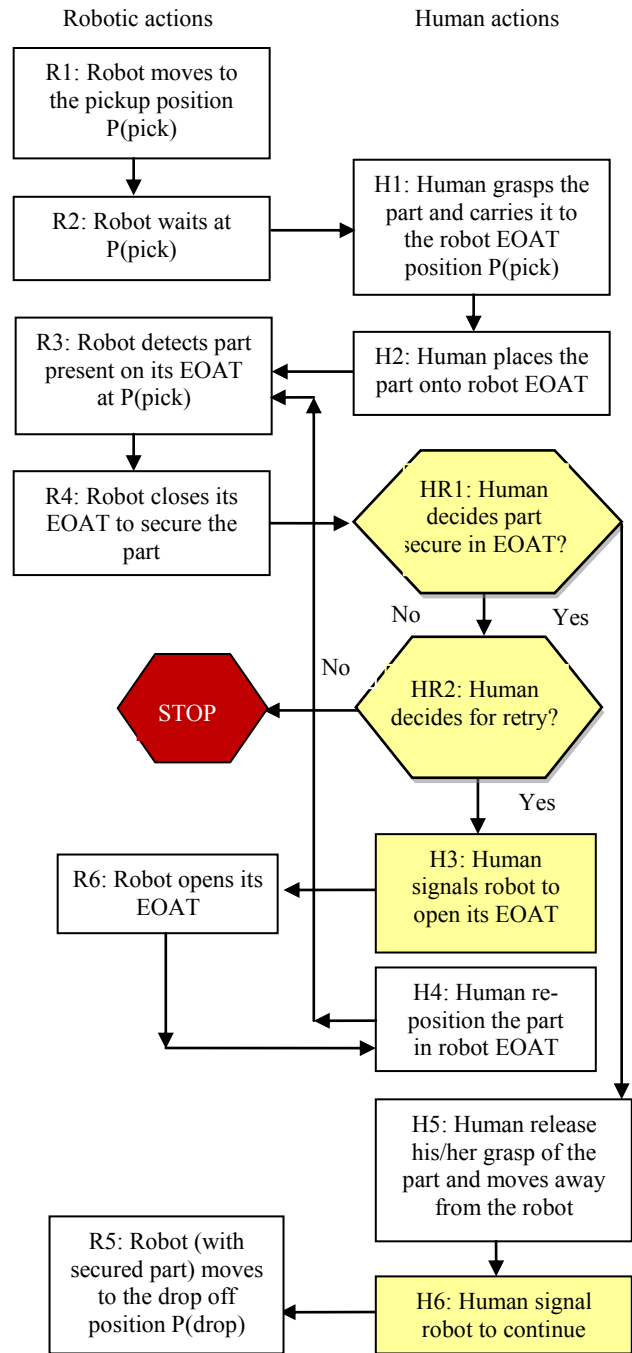 Robotic actions
Human actions
R1: Robot moves to
the pickup position
P(pick)
R2: Robot waits at
P(pick)
H1: Human grasps the
part and carries it to
the robot EOAT
position P(pick)
R3: Robot detects part
present on its EOAT
at P(pick)
H2: Human places the
part onto robot EOAT
R4: Robot closes its
EOAT to secure the
part
HR1: Human
decides part
secure in EOAT?
No
Yes
No
STOP
HR2: Human
decides for retry?
Yes
R6: Robot opens its
EOAT
H3: Human
signals robot to
open its EOAT
H4: Human re-
position the part
in robot EOAT
H5: Human release
his/her grasp of the
part and moves away
from the robot
R5: Robot (with
secured part) moves
to the drop off
position P(drop)
H6: Human signal
robot to continue